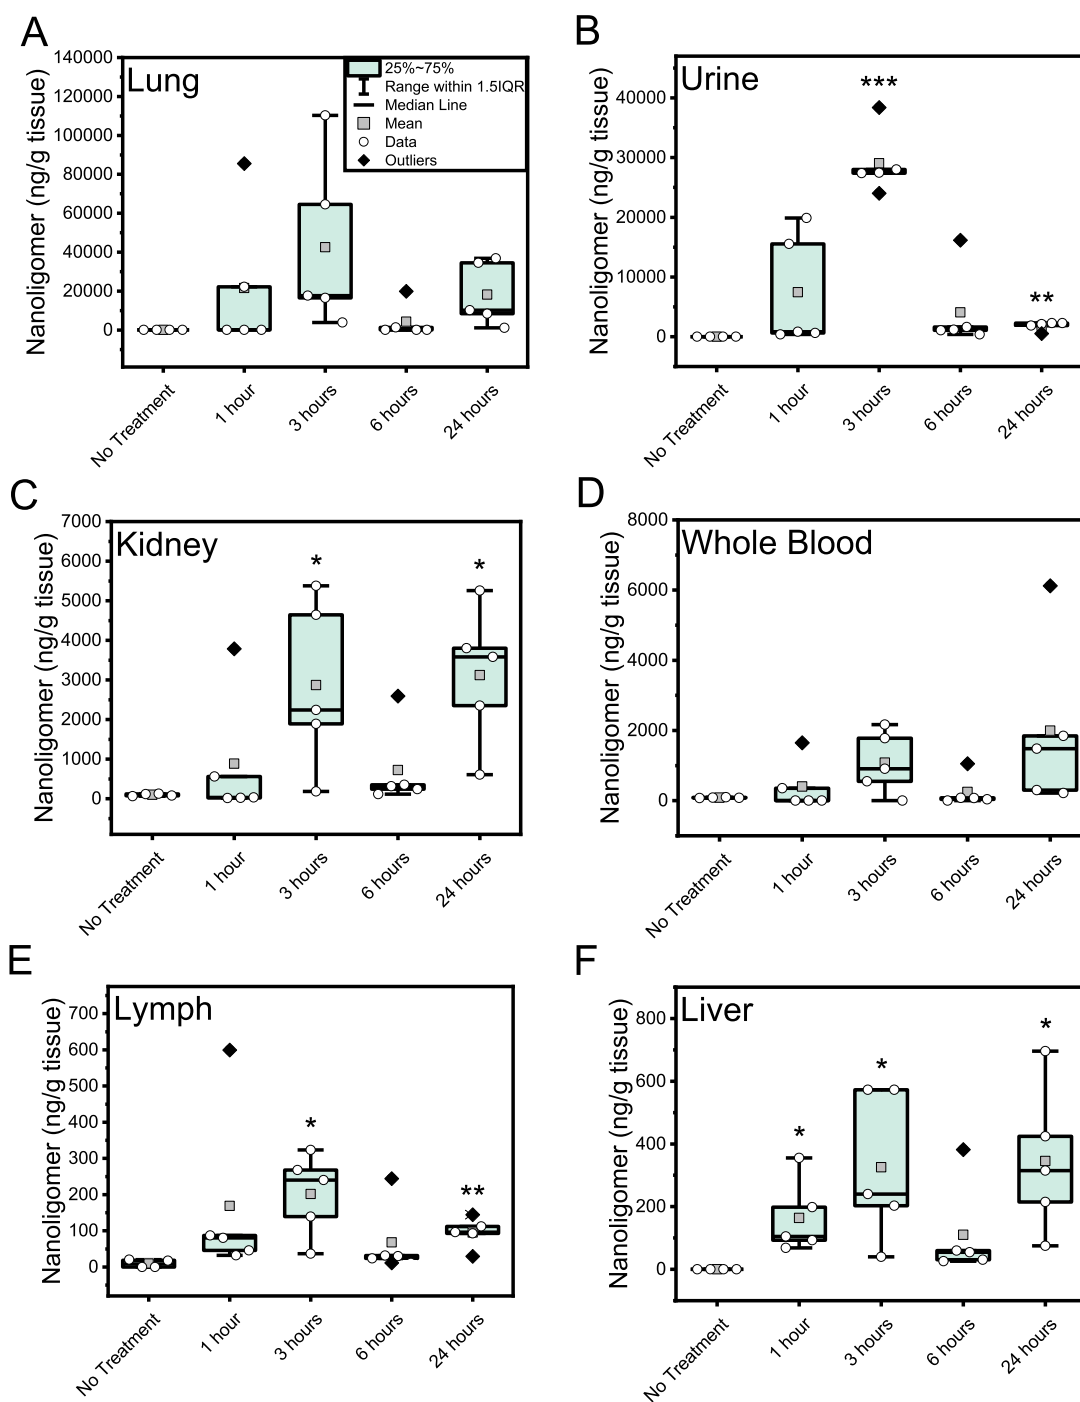 A
Nanoligomer (ng/g tissue)
140000
120000
100000
80000
60000
40000
20000
0
Lung
25%~75%
Range within 1.5IQR
Median Line
Mean
Data
Outliers
No Treatment
1 hour
3 hours
6 hours
24 hours
B
Nanoligomer (ng/g tissue)
40000
30000
20000
10000
0
Urine
***
**
No Treatment
1 hour
3 hours
6 hours
24 hours
C
Nanoligomer (ng/g tissue)
7000
6000
5000
4000
3000
2000
1000
0
Kidney
*
*
No Treatment
1 hour
3 hours
6 hours
24 hours
D
Nanoligomer (ng/g tissue)
8000
6000
4000
2000
0
Whole Blood
No Treatment
1 hour
3 hours
6 hours
24 hours
E
Nanoligomer (ng/g tissue)
700
600
500
400
300
200
100
0
Lymph
*
**
No Treatment
1 hour
3 hours
6 hours
24 hours
F
Nanoligomer (ng/g tissue)
800
600
400
200
0
Liver
*
*
*
No Treatment
1 hour
3 hours
6 hours
24 hours